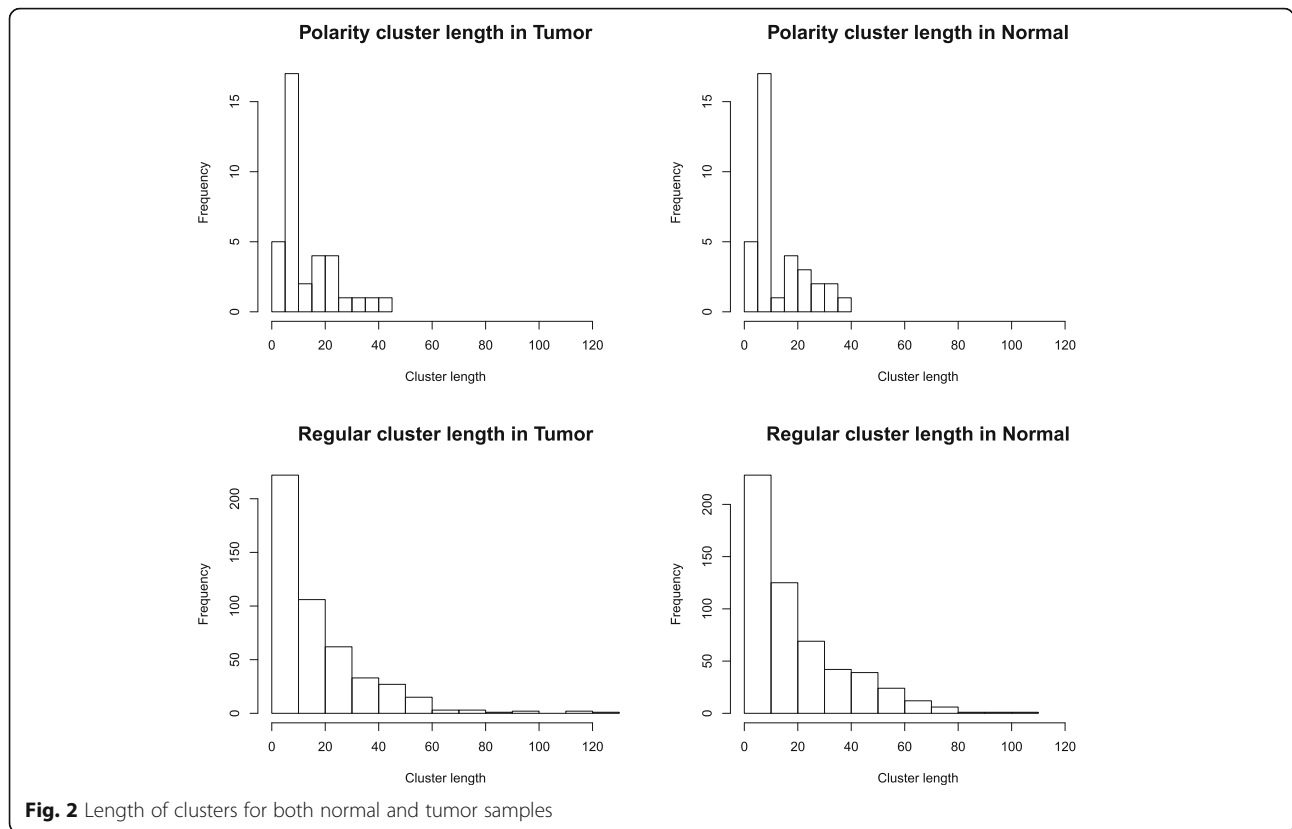 Polarity cluster length in Tumor
Polarity cluster length in Normal
Frequency
0 5 10 15
0 20 40 60 80 100 120
Cluster length
Frequency
0 5 10 15
0 20 40 60 80 100 120
Cluster length
Regular cluster length in Tumor
Regular cluster length in Normal
Frequency
0 50 100 150 200
0 20 40 60 80 100 120
Cluster length
Frequency
0 50 100 150 200
0 20 40 60 80 100 120
Cluster length
Fig. 2 Length of clusters for both normal and tumor samples